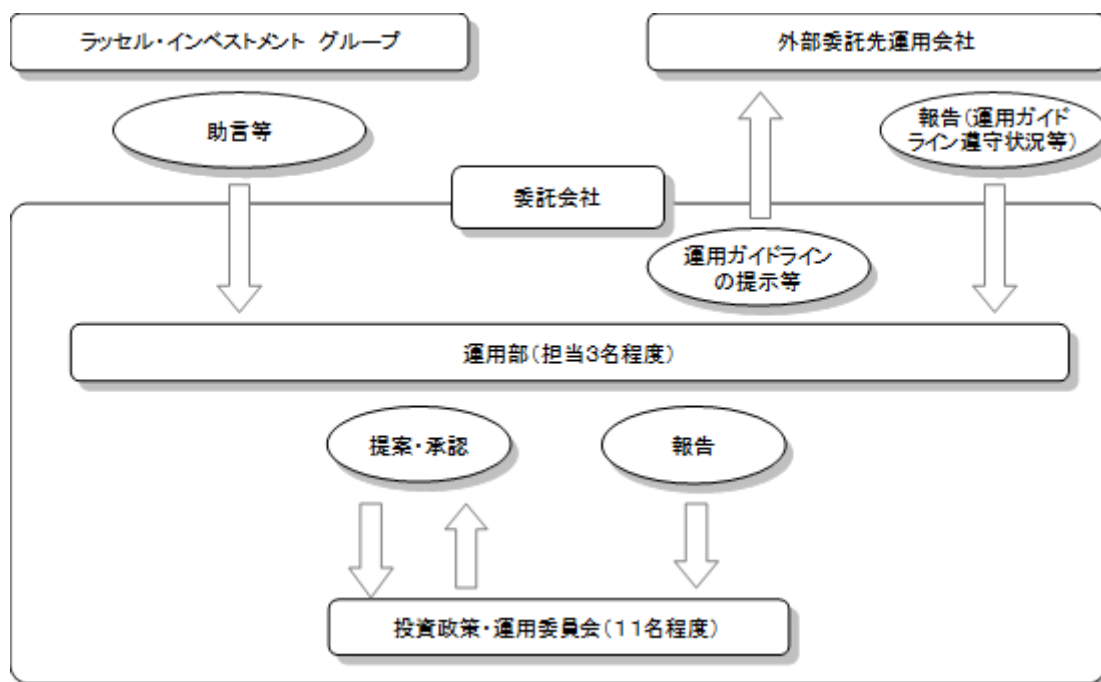 ラッセル・インベストメント グループ
外部委託先運用会社
助言等
報告(運用ガイド
ライン遵守状況等)
委託会社
運用ガイドライン
の提示等
運用部(担当3名程度)
提案・承認
報告
投資政策・運用委員会(11名程度)